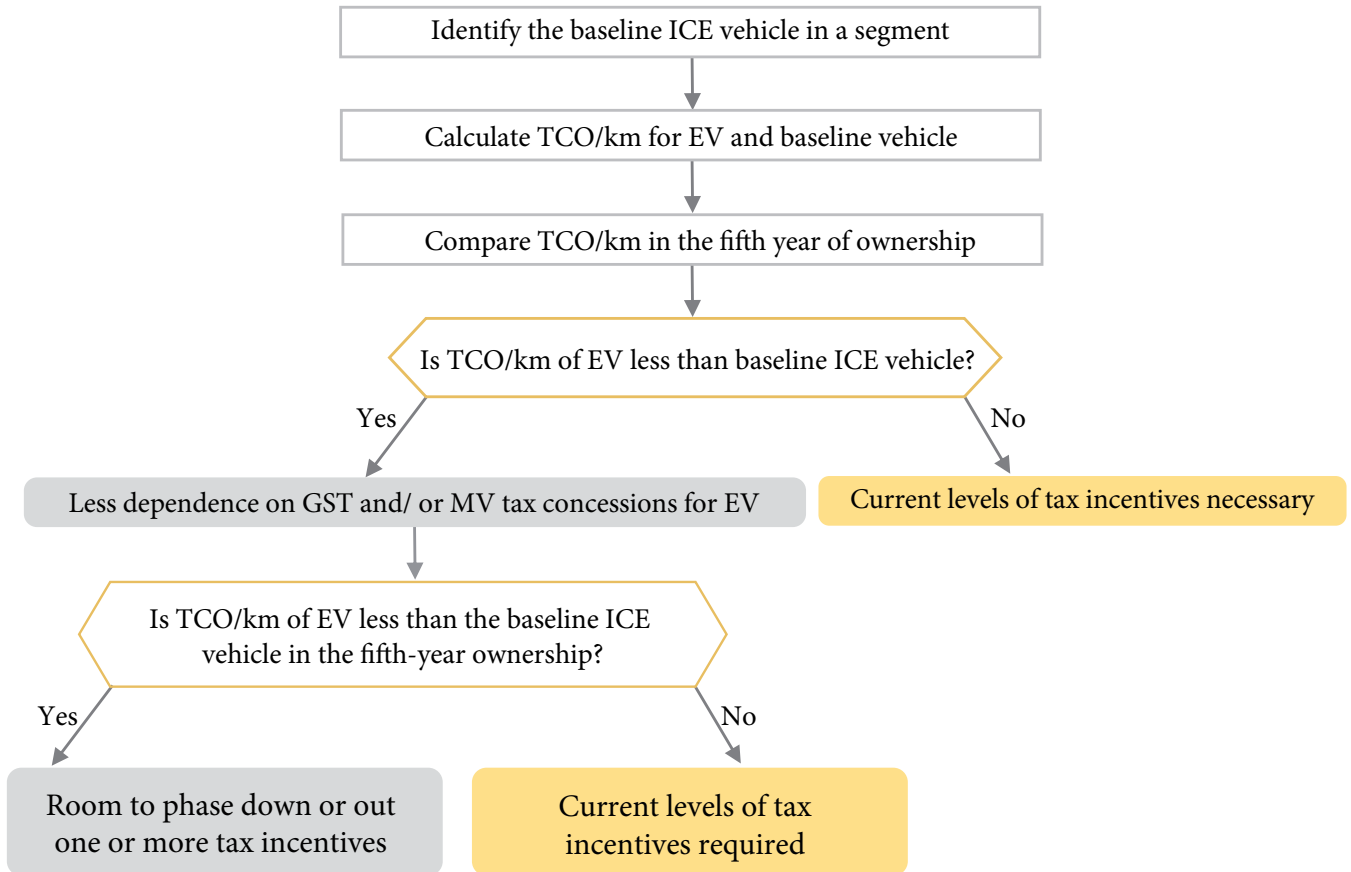 Identify the baseline ICE vehicle in a segment
Calculate TCO/km for EV and baseline vehicle
Compare TCO/km in the fifth year of ownership
Is TCO/km of EV less than baseline ICE vehicle?
Yes
No
Less dependence on GST and/ or MV tax concessions for EV
Current levels of tax incentives necessary
Is TCO/km of EV less than the baseline ICE
vehicle in the fifth-year ownership?
Yes
No
Room to phase down or out
one or more tax incentives
Current levels of tax
incentives required